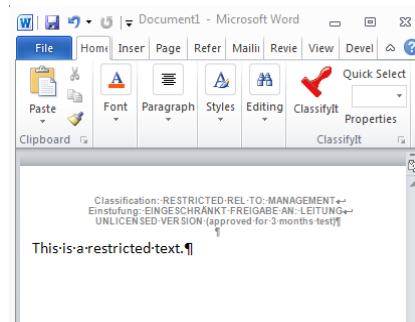 Document1 - Microsoft Word
File Home Inser Page Refer Mailii Revie View Devel
Paste Font Paragraph Styles Editing ClassifyIt Quick Select
Properties
Clipboard ClassifyIt
Classification: RESTRICTED REL TO: MANAGEMENT
Einstufung: EINGESCHRÄNKT FREIGABE AN: LEITUNG
UNLICENSED VERSION (approved for 3 months test)¶
¶
This·is·a·restricted·text.¶